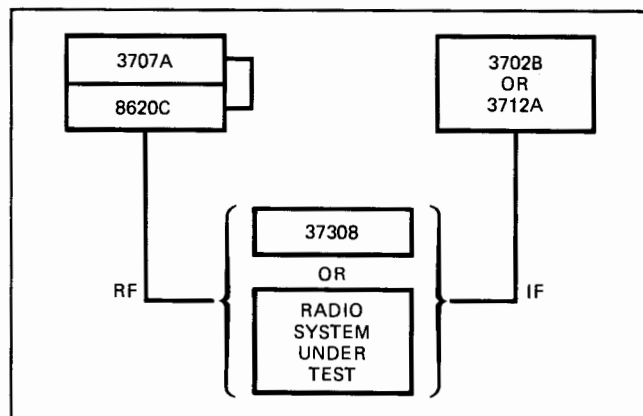 3707A
8620C
3702B
OR
3712A
37308
OR
RF
IF
RADIO
SYSTEM
UNDER
TEST